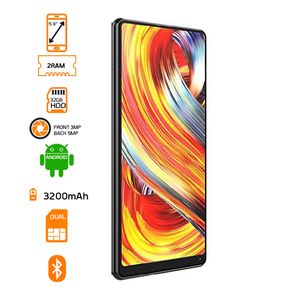 5.9"
2RAM
32GB
HDD
FRONT 3MP
BACK 5MP
ANDROID
3200mAh
DUAL